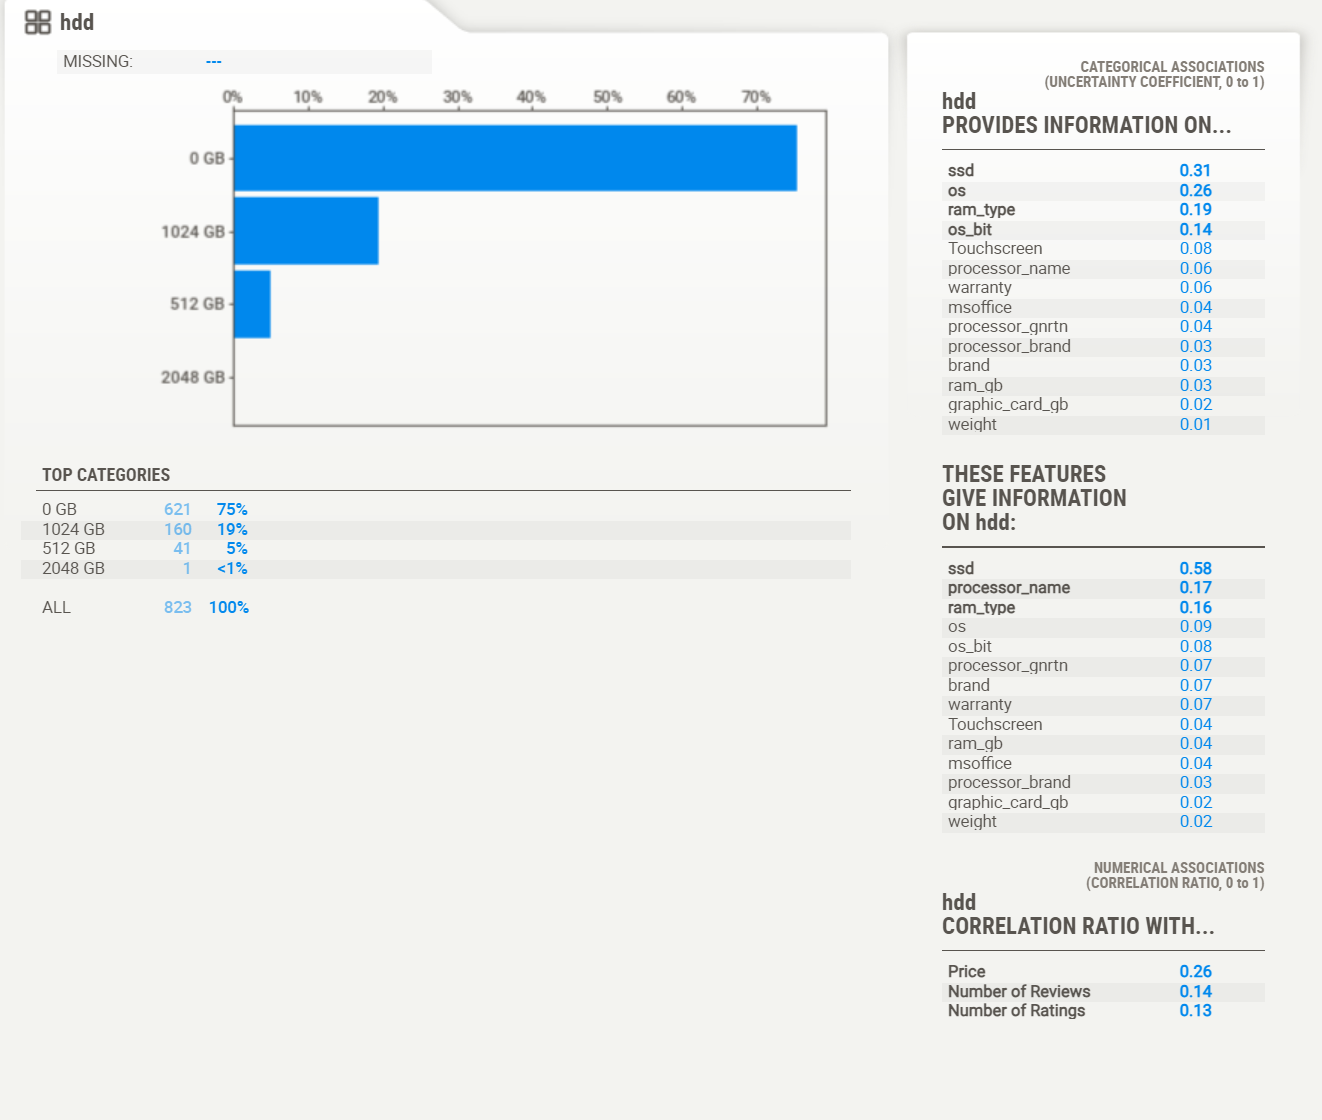 hdd
MISSING: ---
0% 10% 20% 30% 40% 50% 60% 70%
0 GB
1024 GB
512 GB
2048 GB
TOP CATEGORIES
0 GB 621 75%
1024 GB 160 19%
512 GB 41 5%
2048 GB 1 <1%
ALL 823 100%
CATEGORICAL ASSOCIATIONS
(UNCERTAINTY COEFFICIENT, 0 to 1)
hdd
PROVIDES INFORMATION ON...
ssd 0.31
os 0.26
ram_type 0.19
os_bit 0.14
Touchscreen 0.08
processor_name 0.06
warranty 0.06
msoffice 0.04
processor_gnrtn 0.04
processor_brand 0.03
brand 0.03
ram_gb 0.03
graphic_card_gb 0.02
weight 0.01
THESE FEATURES
GIVE INFORMATION
ON hdd:
ssd 0.58
processor_name 0.17
ram_type 0.16
os 0.09
os_bit 0.08
processor_gnrtn 0.07
brand 0.07
warranty 0.07
Touchscreen 0.04
ram_gb 0.04
msoffice 0.04
processor_brand 0.03
graphic_card_gb 0.02
weight 0.02
NUMERICAL ASSOCIATIONS
(CORRELATION RATIO, 0 to 1)
hdd
CORRELATION RATIO WITH...
Price 0.26
Number of Reviews 0.14
Number of Ratings 0.13